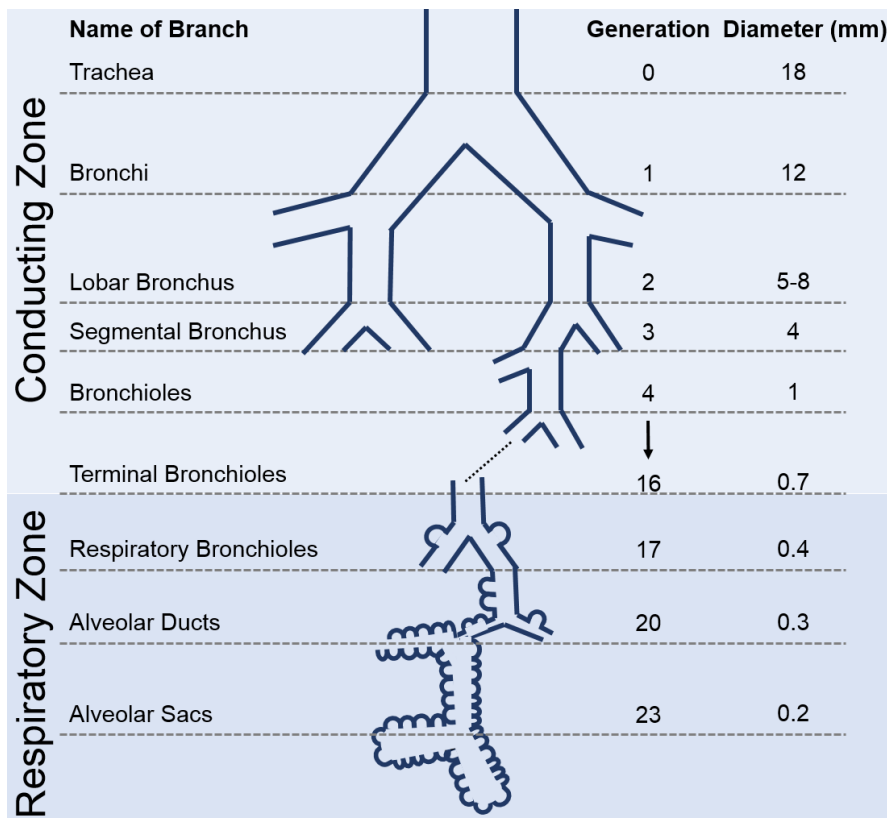 Name of Branch Generation Diameter (mm)
Conducting Zone
Trachea 0 18
Bronchi 1 12
Lobar Bronchus 2 5-8
Segmental Bronchus 3 4
Bronchioles 4 1
Terminal Bronchioles 16 0.7
Respiratory Zone
Respiratory Bronchioles 17 0.4
Alveolar Ducts 20 0.3
Alveolar Sacs 23 0.2